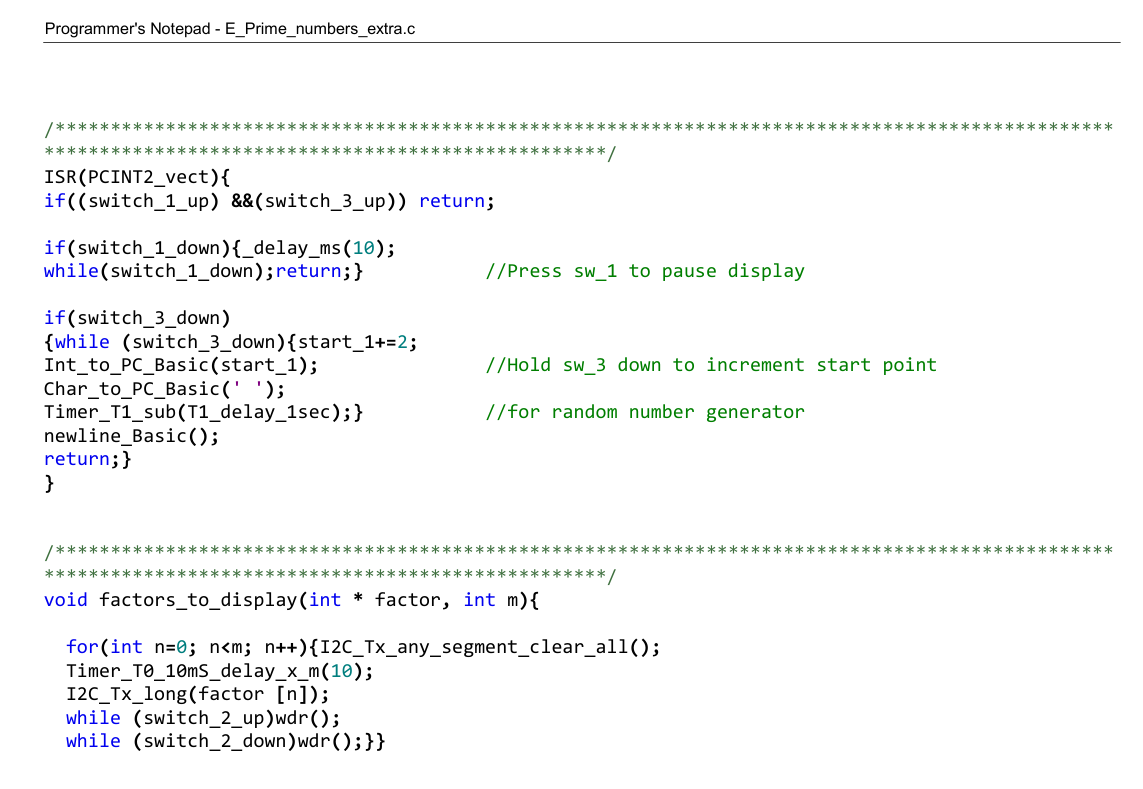 Programmer's Notepad - E_Prime_numbers_extra.c
/************************************************************************************************
***************************************************/
ISR(PCINT2_vect){
if((switch_1_up) &&(switch_3_up)) return;
if(switch_1_down){_delay_ms(10);
while(switch_1_down);return;}           //Press sw_1 to pause display
if(switch_3_down)
{while (switch_3_down){start_1+=2;
Int_to_PC_Basic(start_1);               //Hold sw_3 down to increment start point
Char_to_PC_Basic(' ');
Timer_T1_sub(T1_delay_1sec);}           //for random number generator
newline_Basic();
return;}
}
/************************************************************************************************
***************************************************/
void factors_to_display(int * factor, int m){
  for(int n=0; n<m; n++){I2C_Tx_any_segment_clear_all();
  Timer_T0_10mS_delay_x_m(10);
  I2C_Tx_long(factor [n]);
  while (switch_2_up)wdr();
  while (switch_2_down)wdr();}}